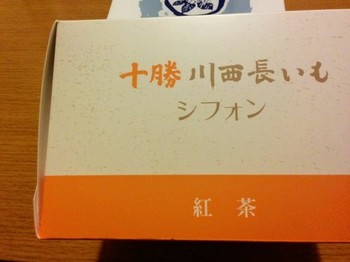 十勝 川西長いも
シフォン
紅茶